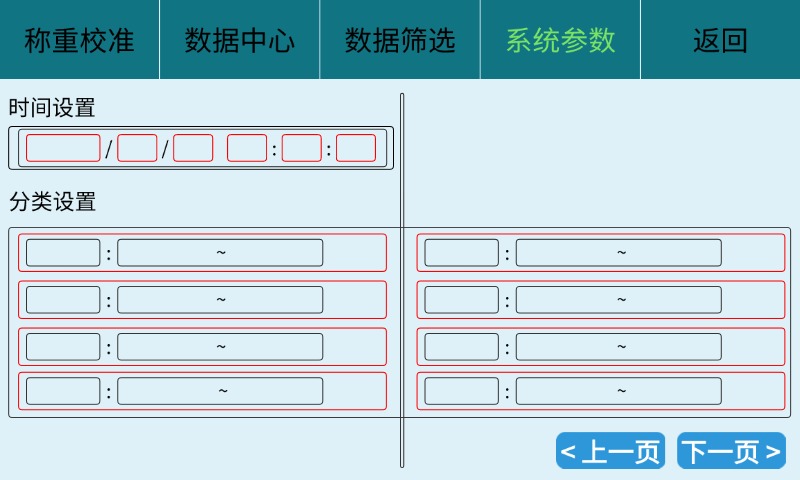 称重校准 数据中心 数据筛选 系统参数 返回
时间设置
/ / : :
分类设置
: ~ : ~
: ~ : ~
: ~ : ~
: ~ : ~
< 上一页 下一页 >